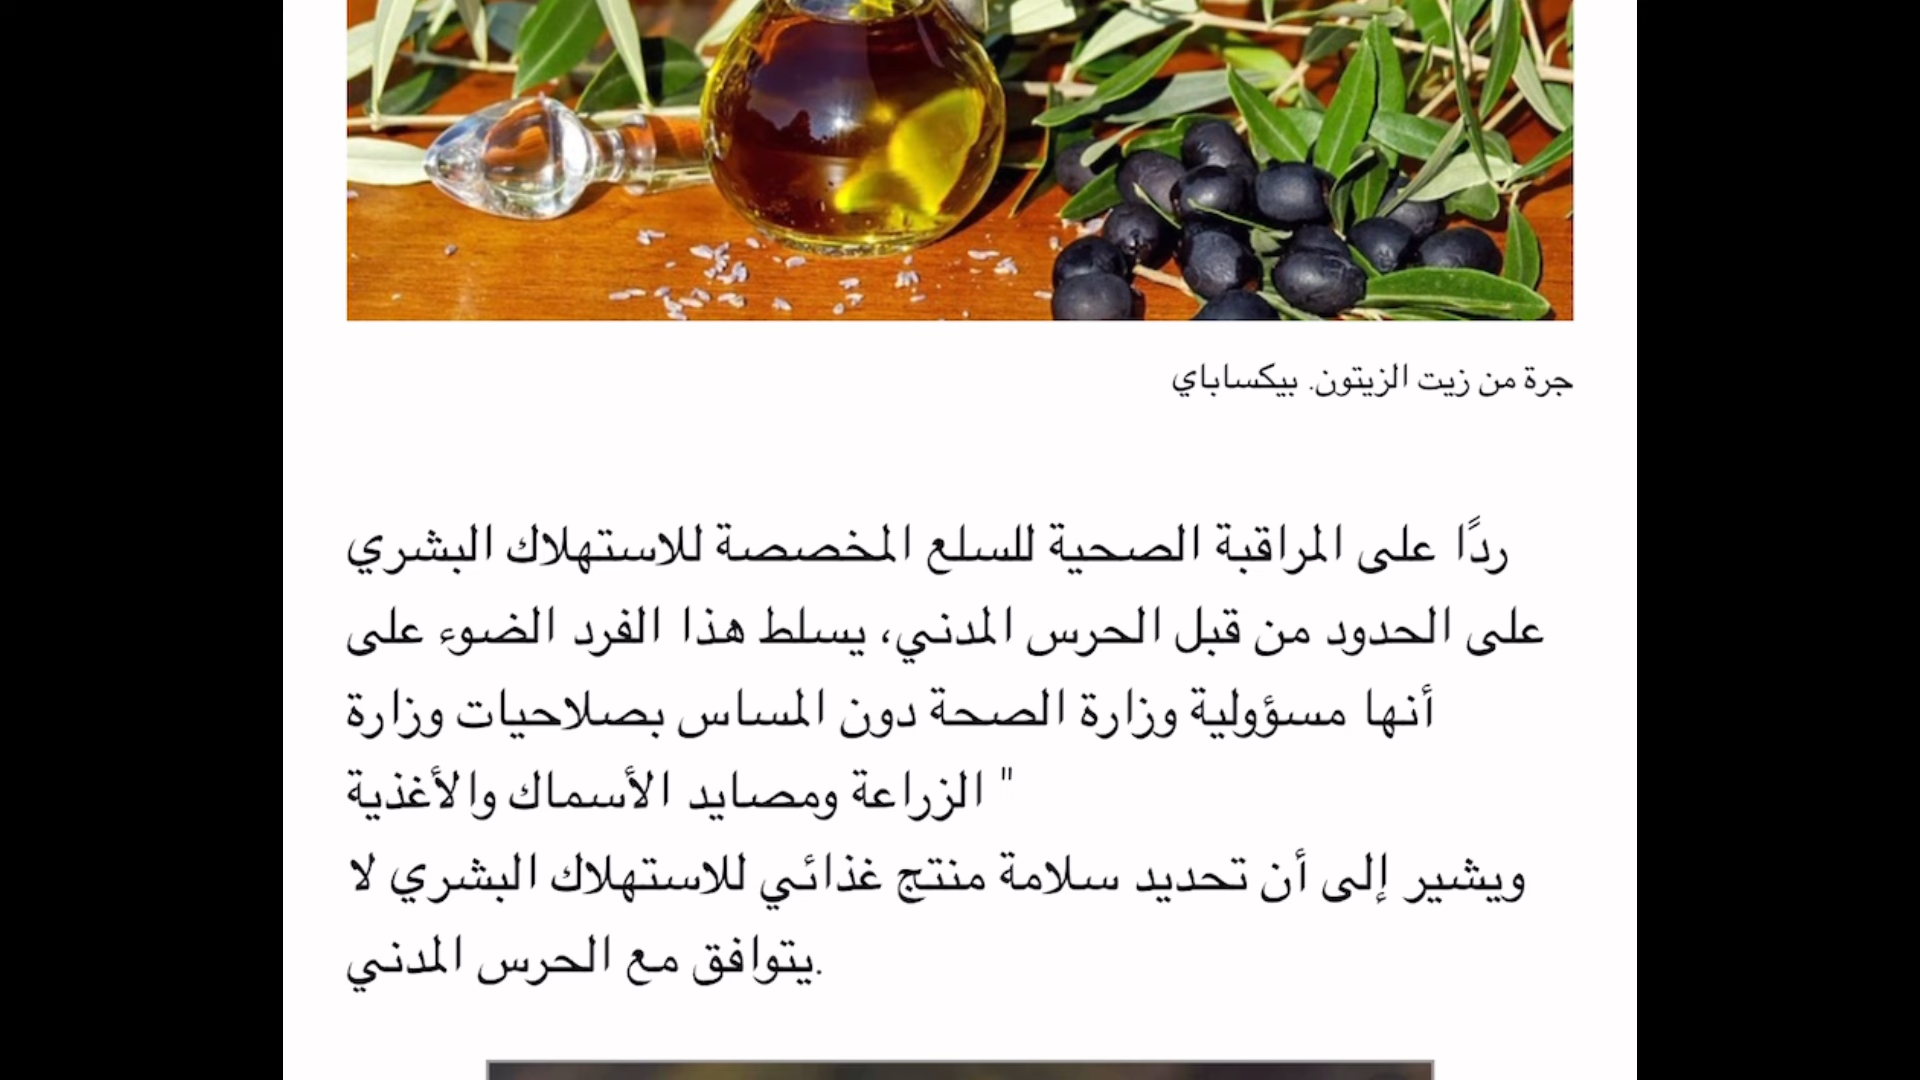 جرة من زيت الزيتون. بيكساباي
ردًا على المراقبة الصحية للسلع المخصصة للاستهلاك البشري
على الحدود من قبل الحرس المدني، يسلط هذا الفرد الضوء على
أنها مسؤولية وزارة الصحة دون المساس بصلاحيات وزارة
" الزراعة ومصايد الأسماك والأغذية
ويشير إلى أن تحديد سلامة منتج غذائي للاستهلاك البشري لا
.يتوافق مع الحرس المدني